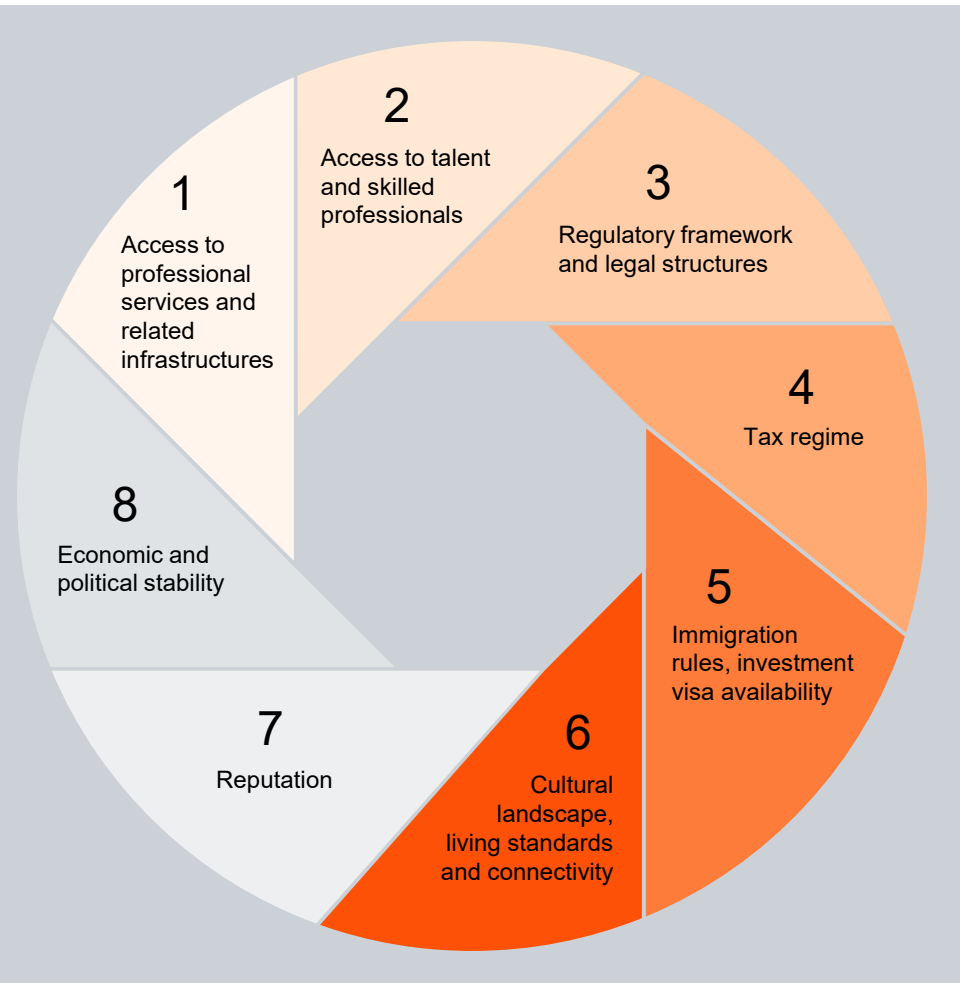 1
Access to
professional
services and
related
infrastructures
2
Access to talent
and skilled
professionals
3
Regulatory framework
and legal structures
4
Tax regime
5
Immigration
rules, investment
visa availability
6
Cultural
landscape,
living standards
and connectivity
7
Reputation
8
Economic and
political stability